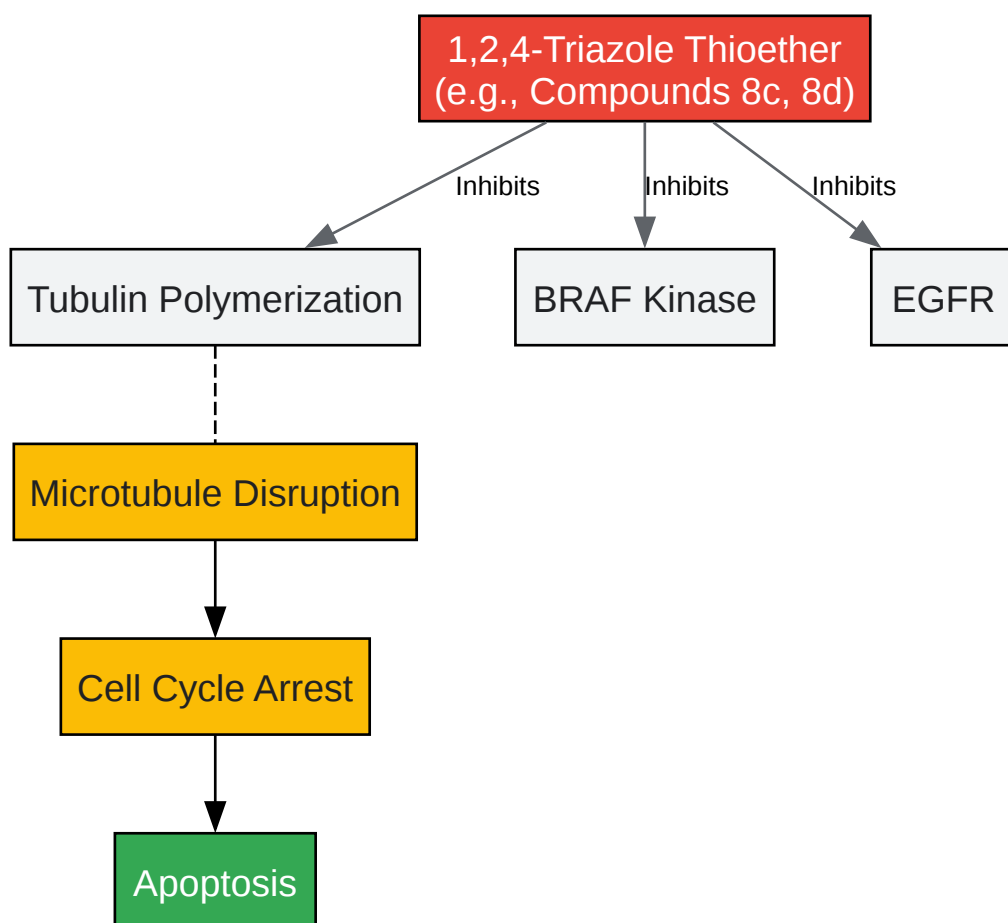 1,2,4-Triazole Thioether
(e.g., Compounds 8c, 8d)
Inhibits
Inhibits
Inhibits
Tubulin Polymerization
BRAF Kinase
EGFR
Microtubule Disruption
Cell Cycle Arrest
Apoptosis